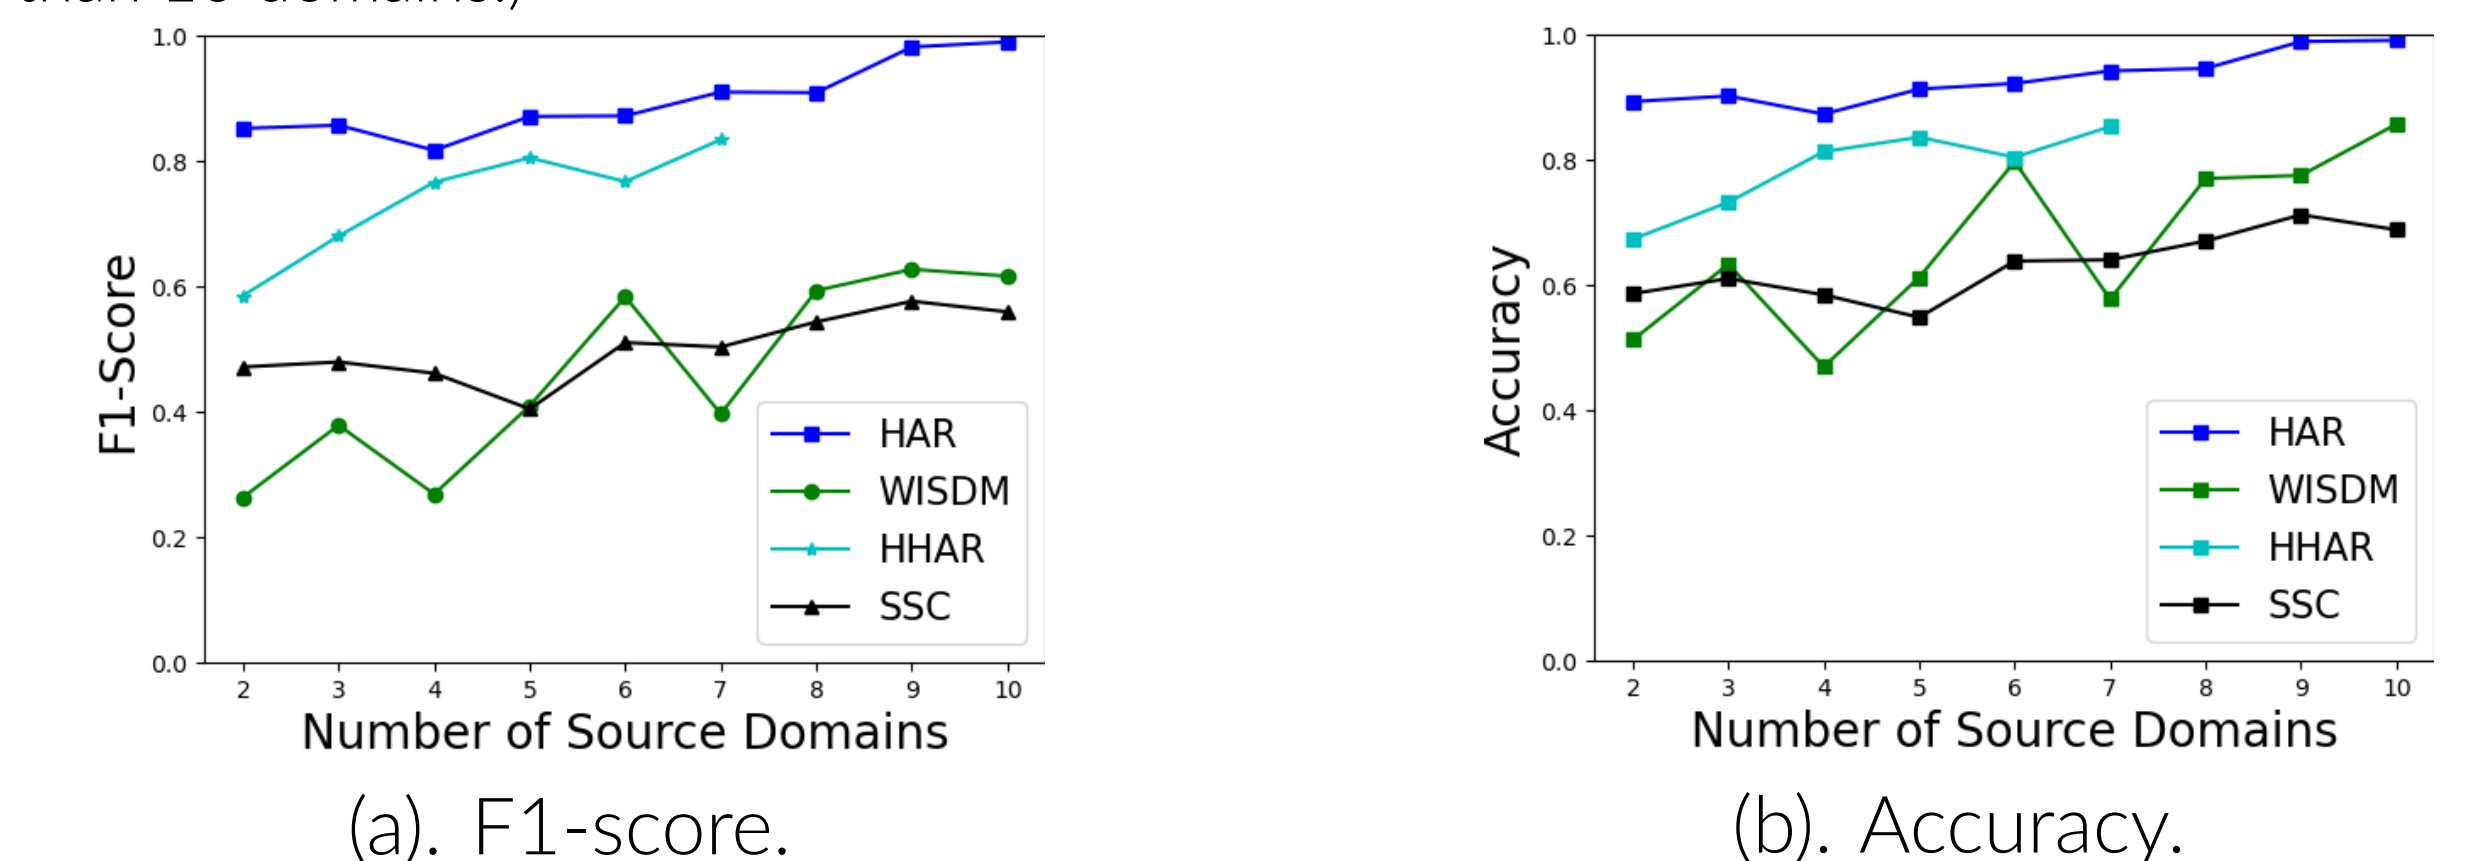 than 10 domains.)
1.0
0.8
0.6
0.4
0.2
0.0
F1-Score
HAR
WISDM
HHAR
SSC
2 3 4 5 6 7 8 9 10
Number of Source Domains
(a). F1-score.
1.0
0.8
0.6
0.4
0.2
0.0
Accuracy
HAR
WISDM
HHAR
SSC
2 3 4 5 6 7 8 9 10
Number of Source Domains
(b). Accuracy.